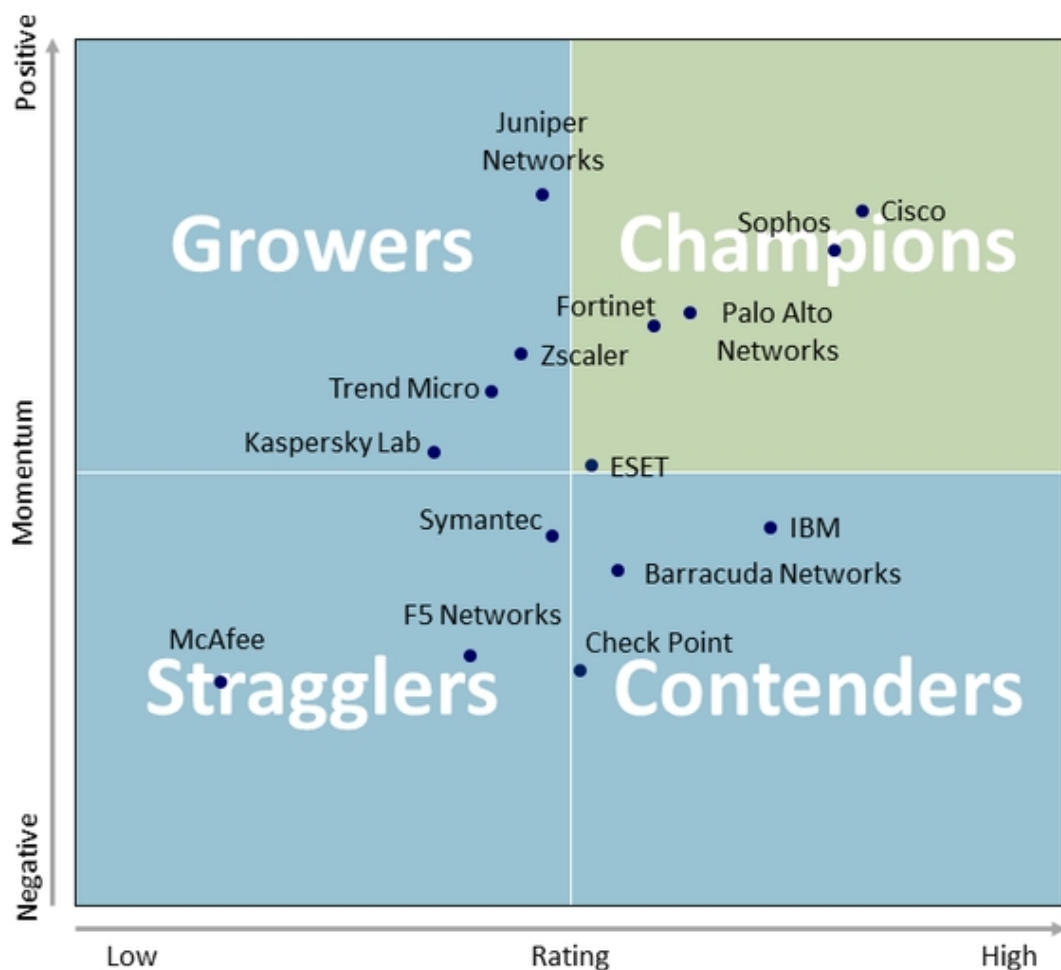 Positive
Momentum
Negative
Juniper
Networks
Growers
Champions
Sophos
Cisco
Fortinet
Palo Alto
Networks
Zscaler
Trend Micro
Kaspersky Lab
ESET
Symantec
IBM
Barracuda Networks
F5 Networks
McAfee
Check Point
Stragglers
Contenders
Low
Rating
High